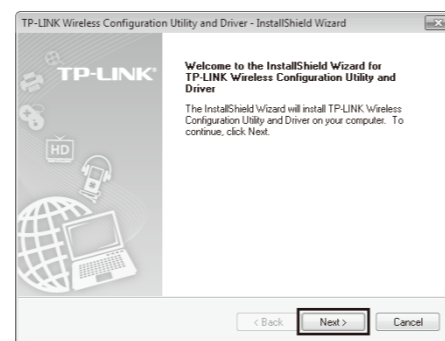 TP-LINK Wireless Configuration Utility and Driver - InstallShield Wizard
TP-LINK®
Welcome to the InstallShield Wizard for
TP-LINK Wireless Configuration Utility and
Driver
The InstallShield Wizard will install TP-LINK Wireless
Configuration Utility and Driver on your computer. To
continue, click Next.
HD
< Back
Next >
Cancel